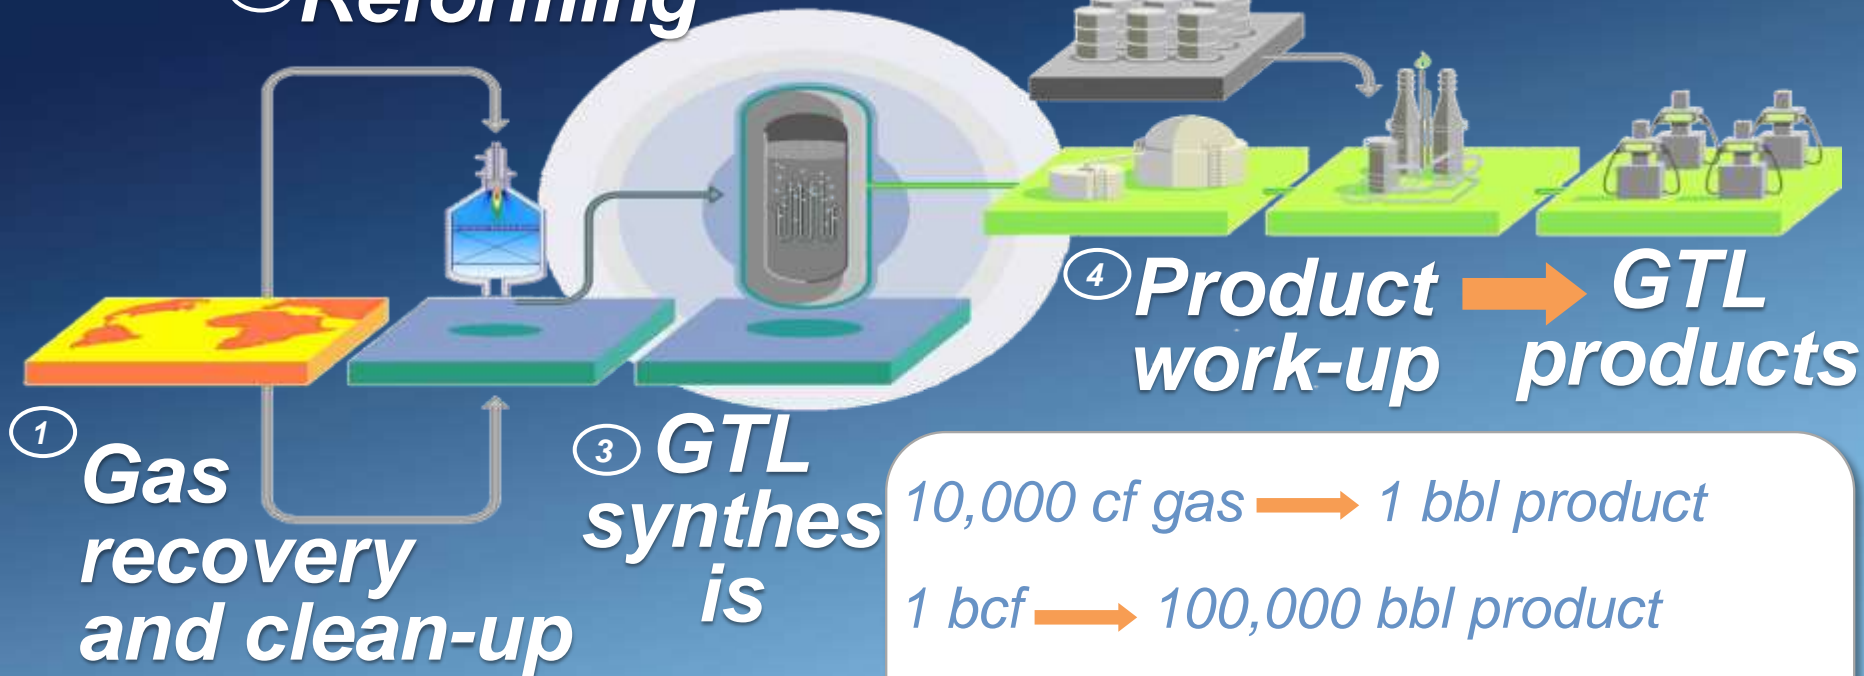 Reforming
1
Gas
recovery
and clean-up
3
GTL
synthes
is
4
Product
work-up
GTL
products
10,000 cf gas → 1 bbl product
1 bcf → 100,000 bbl product